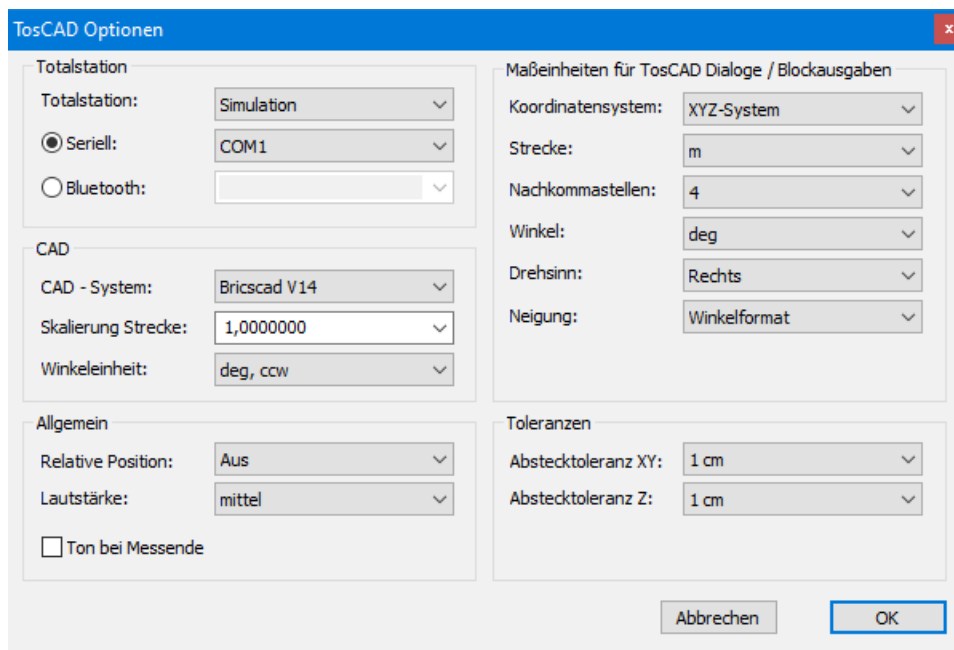 TosCAD Optionen
x
Totalstation
Totalstation:
Simulation
Seriell:
COM1
Bluetooth:
CAD
CAD - System:
Bricscad V14
Skalierung Strecke:
1,0000000
Winkeleinheit:
deg, ccw
Allgemein
Relative Position:
Aus
Lautstärke:
mittel
Ton bei Messende
Maßeinheiten für TosCAD Dialoge / Blockausgaben
Koordinatensystem:
XYZ-System
Strecke:
m
Nachkommastellen:
4
Winkel:
deg
Drehsinn:
Rechts
Neigung:
Winkelformat
Toleranzen
Abstecktoleranz XY:
1 cm
Abstecktoleranz Z:
1 cm
Abbrechen
OK